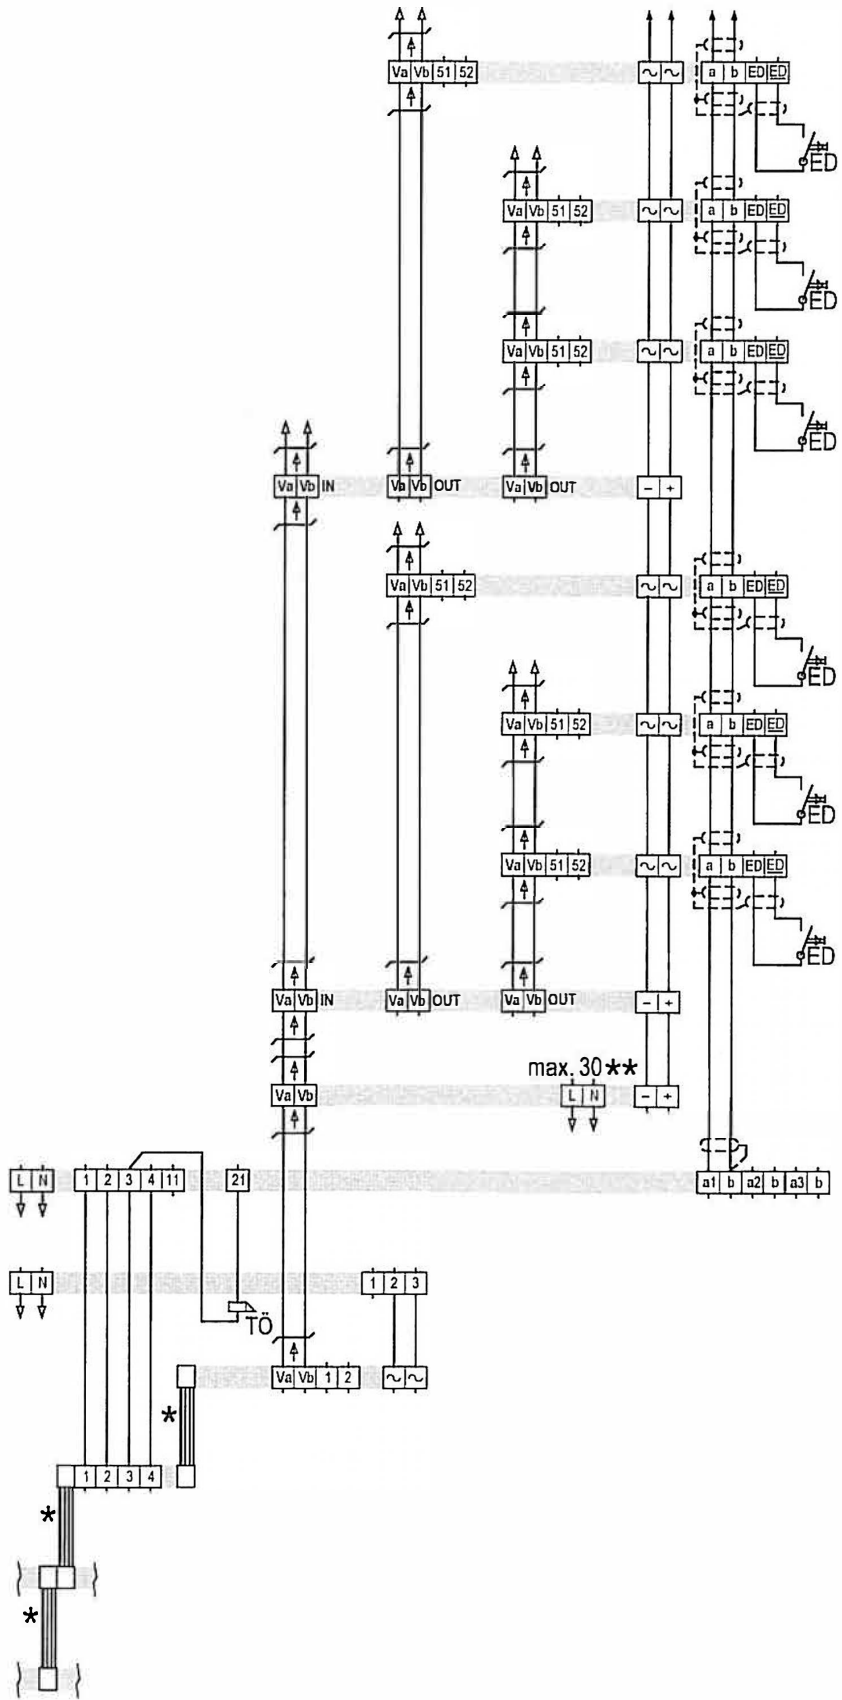 Va Vb 51 52 ~ ~ a b ED ED
ED
Va Vb 51 52 ~ ~ a b ED ED
ED
Va Vb 51 52 ~ ~ a b ED ED
ED
Va Vb IN Va Vb OUT Va Vb OUT - +
Va Vb 51 52 ~ ~ a b ED ED
ED
Va Vb 51 52 ~ ~ a b ED ED
ED
Va Vb 51 52 ~ ~ a b ED ED
ED
Va Vb IN Va Vb OUT Va Vb OUT - +
max. 30**
Va Vb L N - +
L N 1 2 3 4 11 21 a1 b a2 b a3 b
L N 1 2 3
TÖ
Va Vb 1 2 ~ ~
*
1 2 3 4
*
*